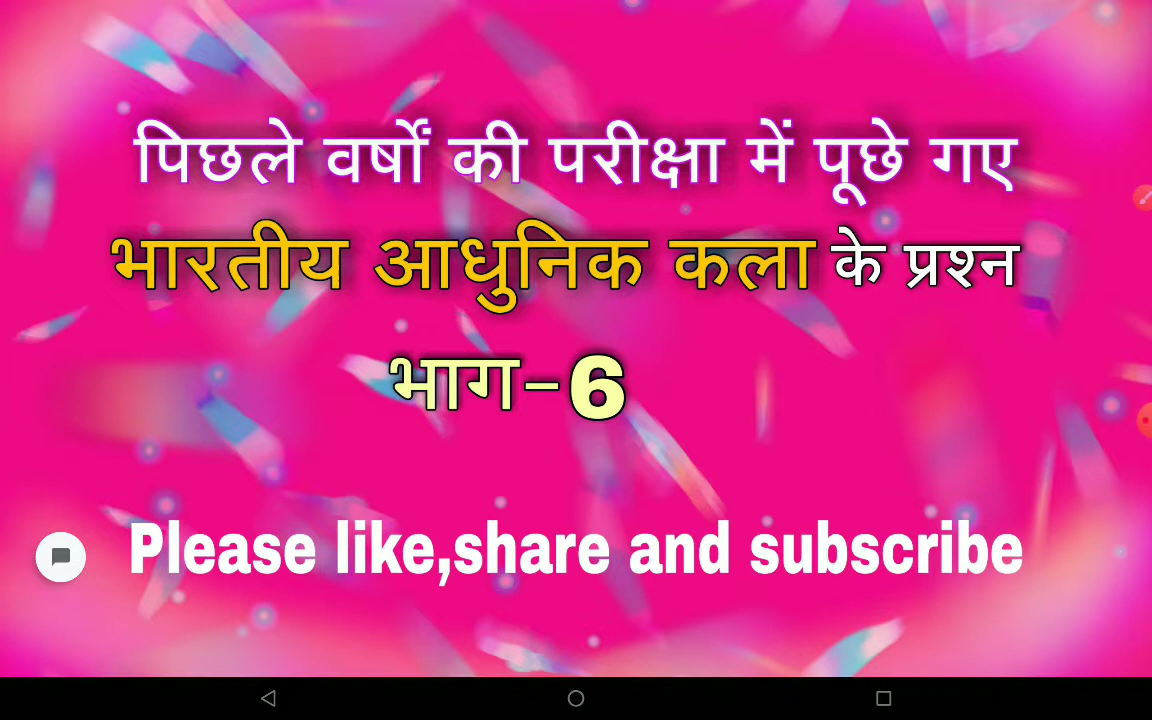 पिछले वर्षों की परीक्षा में पूछे गए
भारतीय आधुनिक कला के प्रश्न
भाग-6
Please like,share and subscribe